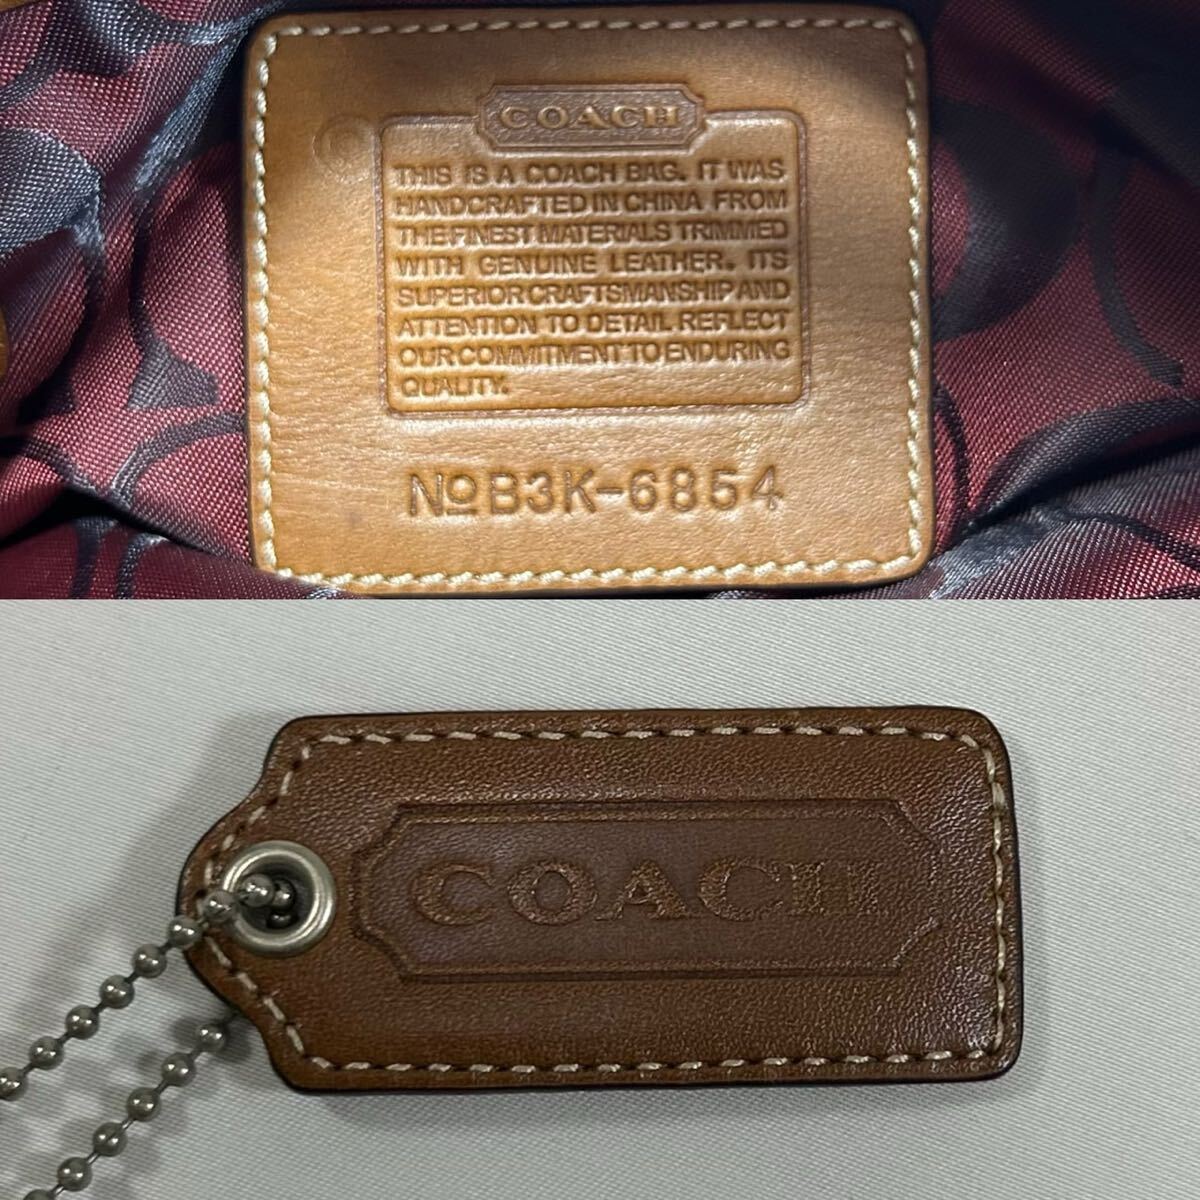 COACH
THIS IS A COACH BAG. IT WAS
HANDCRAFTED IN CHINA FROM
THE FINEST MATERIALS TRIMMED
WITH GENUINE LEATHER. ITS
SUPERIOR CRAFTSMANSHIP AND
ATTENTION TO DETAIL REFLECT
OUR COMMITMENT TO ENDURING
QUALITY.
NoB3K-6854
COACH